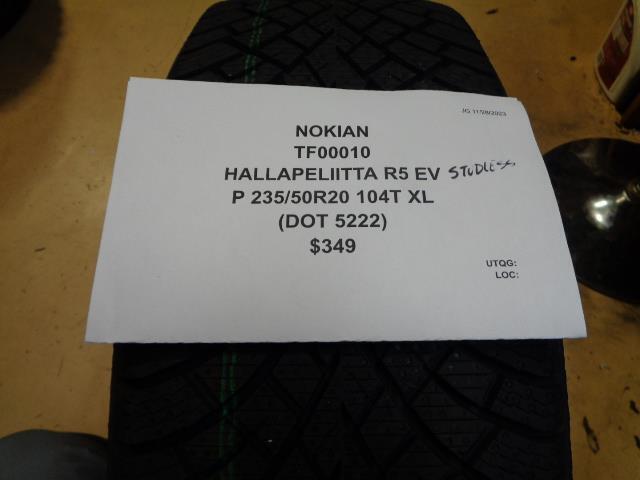 JG 11/28/2023
NOKIAN
TF00010
HALLAPELIITTA R5 EV STUDLESS
P 235/50R20 104T XL
(DOT 5222)
$349
UTQG:
LOC: